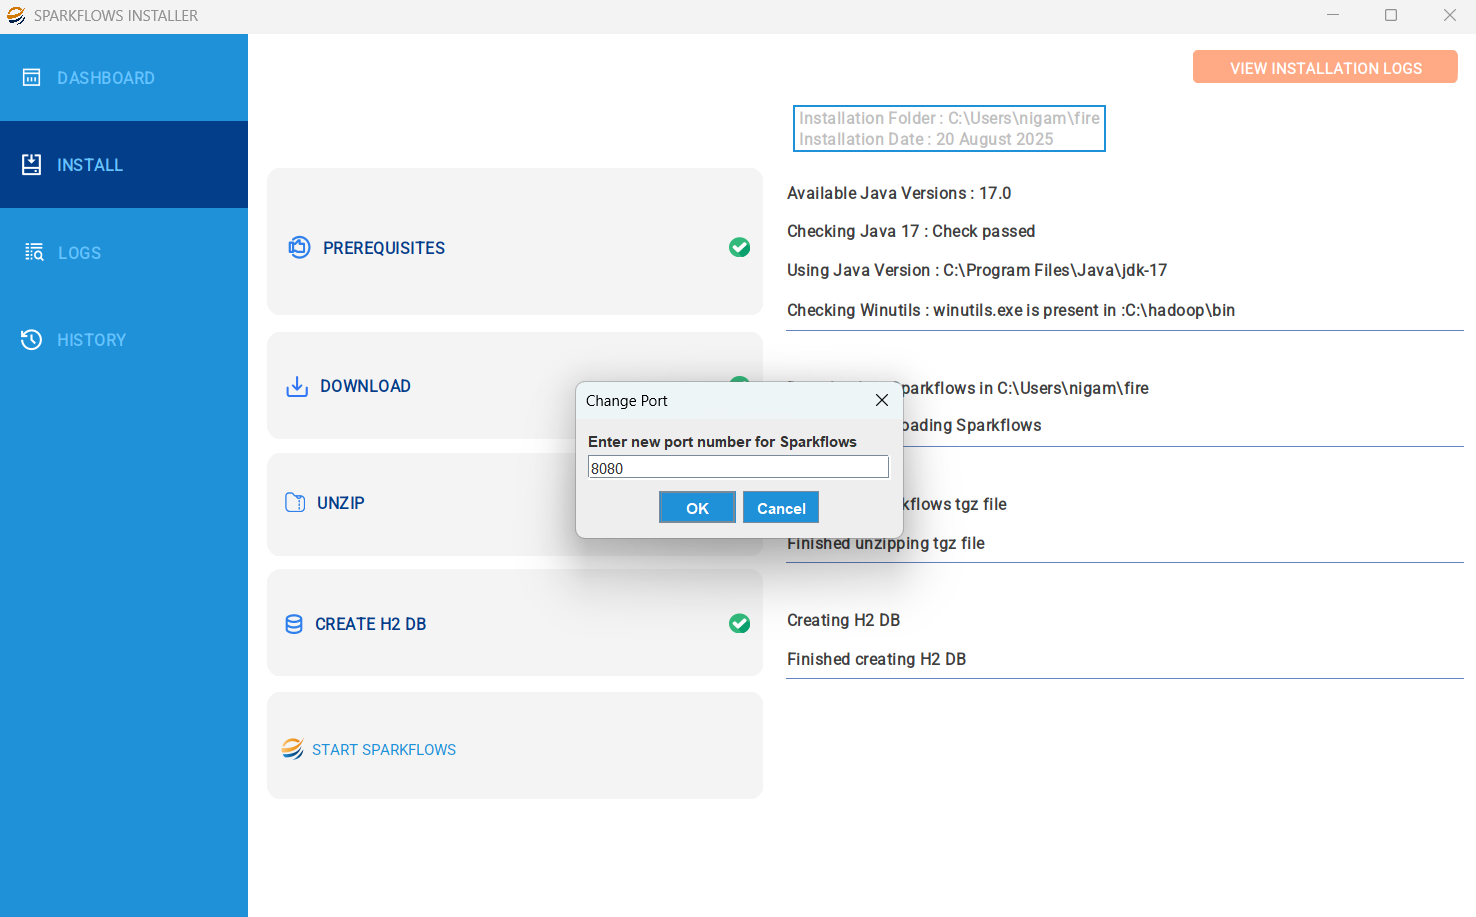 SPARKFLOWS INSTALLER
DASHBOARD
INSTALL
LOGS
HISTORY
VIEW INSTALLATION LOGS
Installation Folder : C:\Users\nigam\fire
Installation Date : 20 August 2025
PREREQUISITES
Available Java Versions : 17.0
Checking Java 17 : Check passed
Using Java Version : C:\Program Files\Java\jdk-17
Checking Winutils : winutils.exe is present in :C:\hadoop\bin
DOWNLOAD
parkflows in C:\Users\nigam\fire
oading Sparkflows
Change Port
Enter new port number for Sparkflows
8080
OK
Cancel
UNZIP
kflows tgz file
Finished unzipping tgz file
CREATE H2 DB
Creating H2 DB
Finished creating H2 DB
START SPARKFLOWS